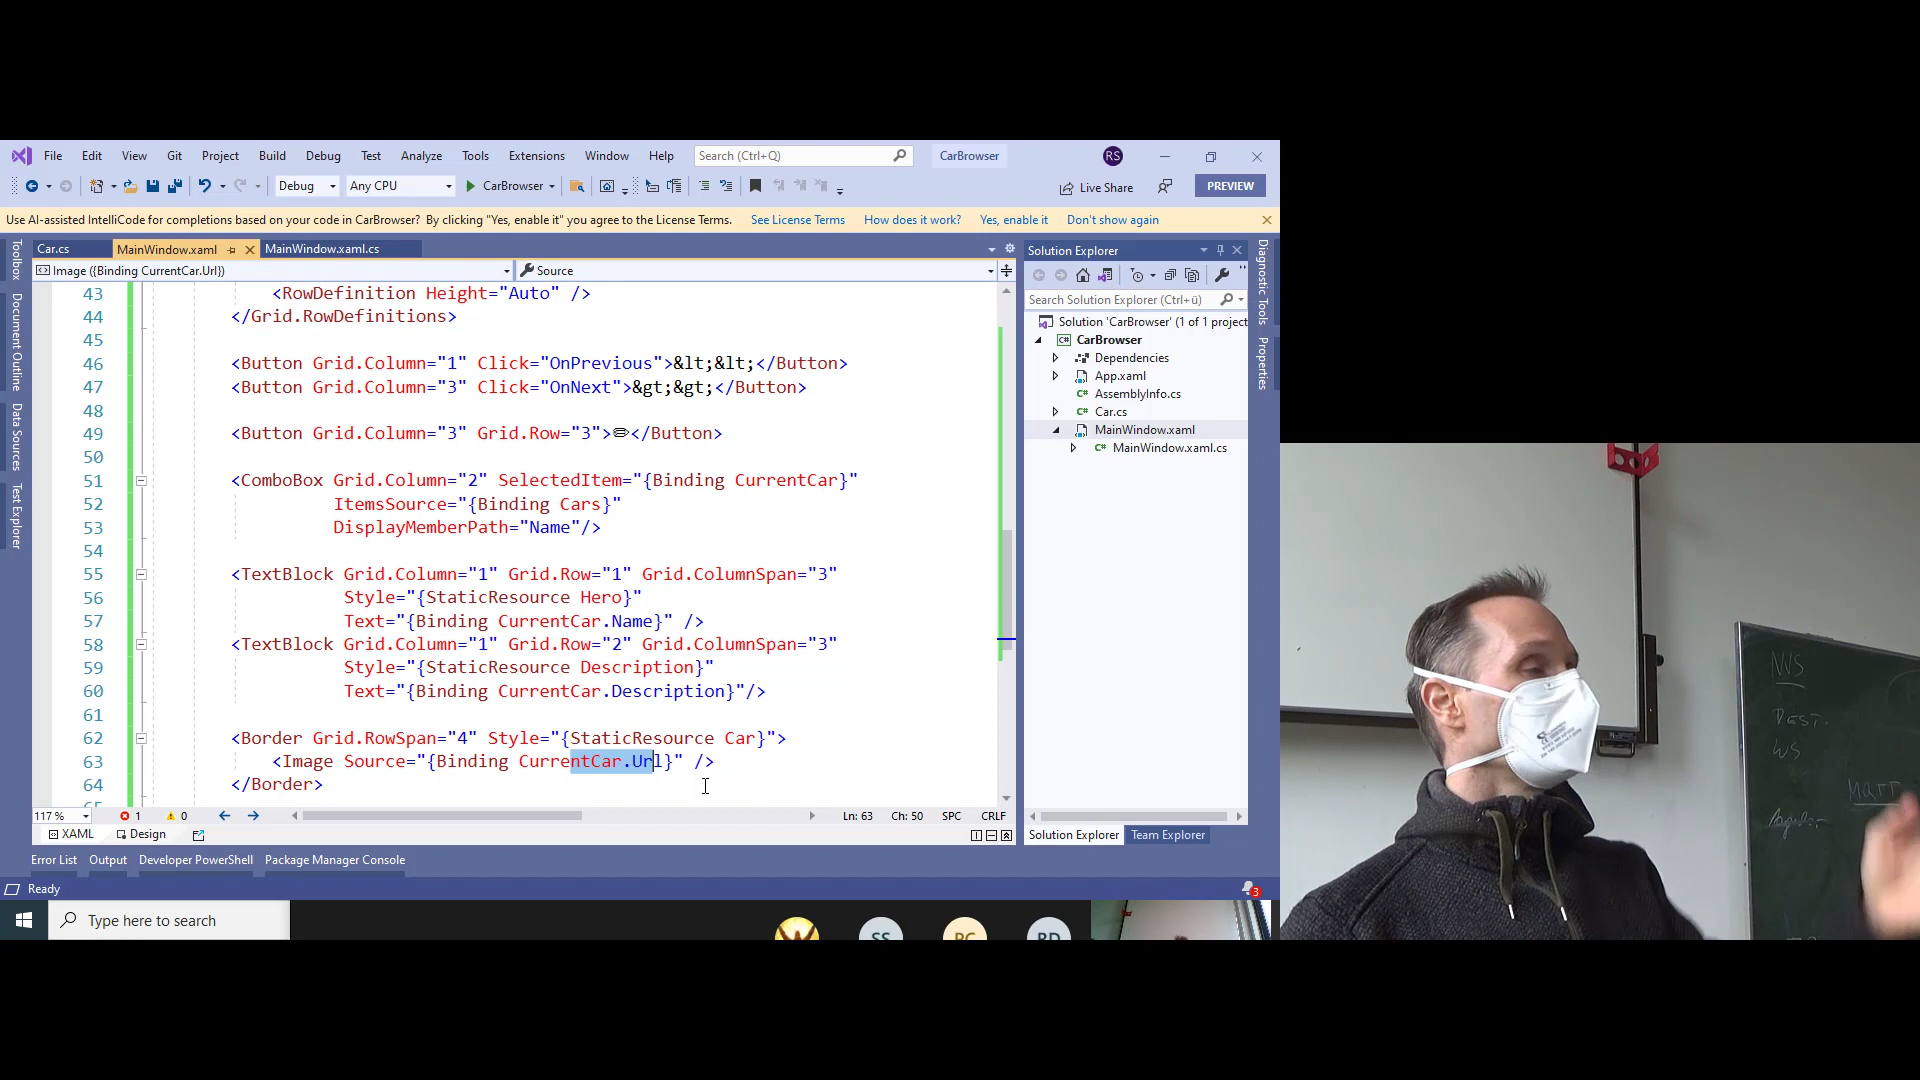 File Edit View Git Project Build Debug Test Analyze Tools Extensions Window Help Search (Ctrl+Q) CarBrowser RS
Debug Any CPU CarBrowser Live Share PREVIEW
Use AI-assisted IntelliCode for completions based on your code in CarBrowser? By clicking "Yes, enable it" you agree to the License Terms. See License Terms How does it work? Yes, enable it Don't show again
Toolbox
Document Outline
Data Sources
Test Explorer
Car.cs MainWindow.xaml MainWindow.xaml.cs
Image ({Binding CurrentCar.Url}) Source
43 <RowDefinition Height="Auto" />
44 </Grid.RowDefinitions>
45
46 <Button Grid.Column="1" Click="OnPrevious">&lt;&lt;</Button>
47 <Button Grid.Column="3" Click="OnNext">&gt;&gt;</Button>
48
49 <Button Grid.Column="3" Grid.Row="3">✏</Button>
50
51 <ComboBox Grid.Column="2" SelectedItem="{Binding CurrentCar}"
52 ItemsSource="{Binding Cars}"
53 DisplayMemberPath="Name"/>
54
55 <TextBlock Grid.Column="1" Grid.Row="1" Grid.ColumnSpan="3"
56 Style="{StaticResource Hero}"
57 Text="{Binding CurrentCar.Name}" />
58 <TextBlock Grid.Column="1" Grid.Row="2" Grid.ColumnSpan="3"
59 Style="{StaticResource Description}"
60 Text="{Binding CurrentCar.Description}"/>
61
62 <Border Grid.RowSpan="4" Style="{StaticResource Car}">
63 <Image Source="{Binding CurrentCar.Url}" />
64 </Border>
117 % 1 0 Ln: 63 Ch: 50 SPC CRLF
XAML Design
Solution Explorer
Search Solution Explorer (Ctrl+ü)
Solution 'CarBrowser' (1 of 1 project
CarBrowser
Dependencies
App.xaml
AssemblyInfo.cs
Car.cs
MainWindow.xaml
MainWindow.xaml.cs
Solution Explorer Team Explorer
Diagnostic Tools
Properties
Error List Output Developer PowerShell Package Manager Console
Ready 3
Type here to search
SS
NWS
WS